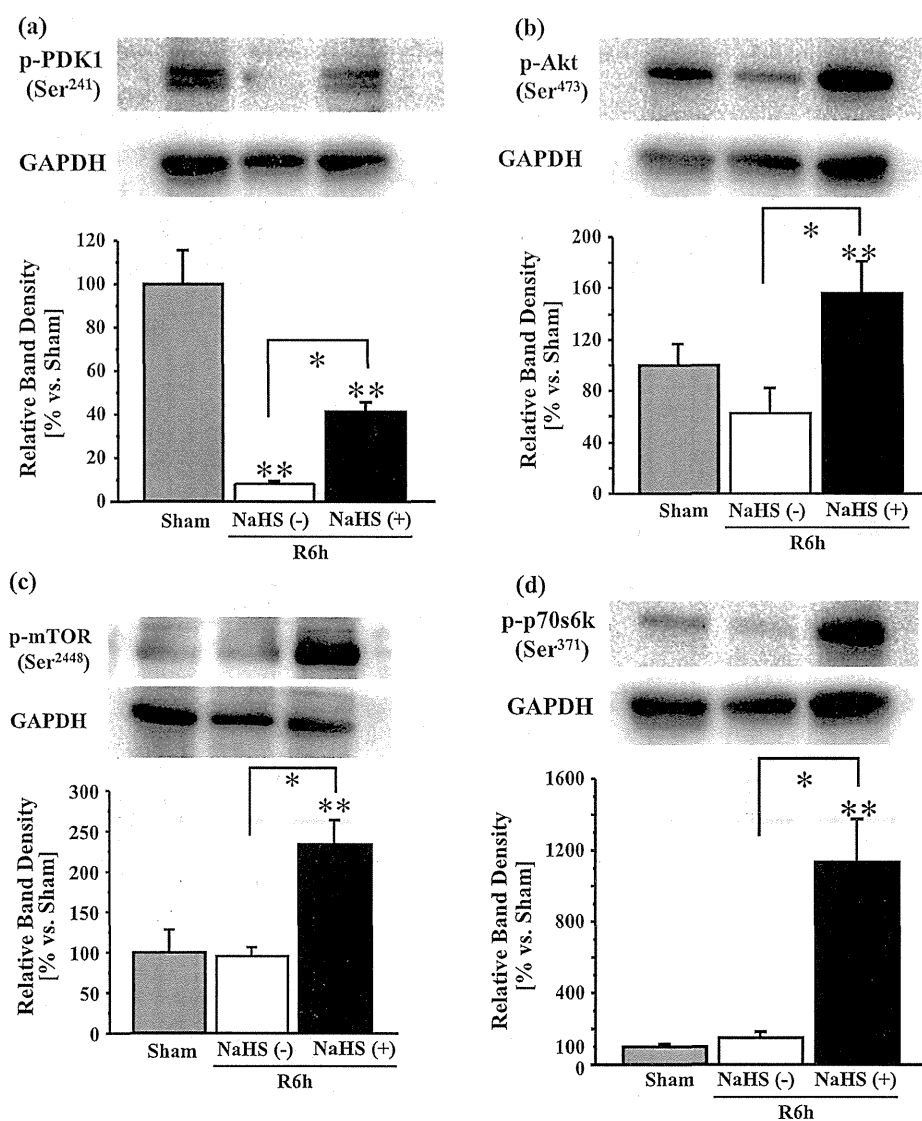 (a)
p-PDK1
(Ser241)
GAPDH
Relative Band Density
[% vs. Sham]
120
100
80
60
40
20
0
*
**
**
Sham
NaHS (-)
NaHS (+)
R6h
(b)
p-Akt
(Ser473)
GAPDH
Relative Band Density
[% vs. Sham]
200
160
120
80
40
0
*
**
Sham
NaHS (-)
NaHS (+)
R6h
(c)
p-mTOR
(Ser2448)
GAPDH
Relative Band Density
[% vs. Sham]
300
250
200
150
100
50
0
*
**
Sham
NaHS (-)
NaHS (+)
R6h
(d)
p-p70s6k
(Ser371)
GAPDH
Relative Band Density
[% vs. Sham]
1600
1200
800
400
100
*
**
Sham
NaHS (-)
NaHS (+)
R6h